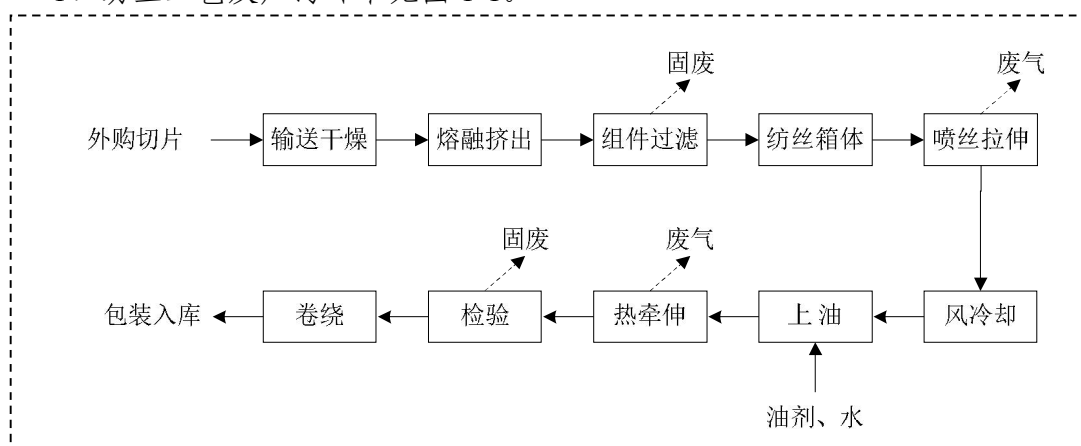 固废
废气
外购切片
输送干燥
熔融挤出
组件过滤
纺丝箱体
喷丝拉伸
固废
废气
包装入库
卷绕
检验
热牵伸
上油
风冷却
油剂、水